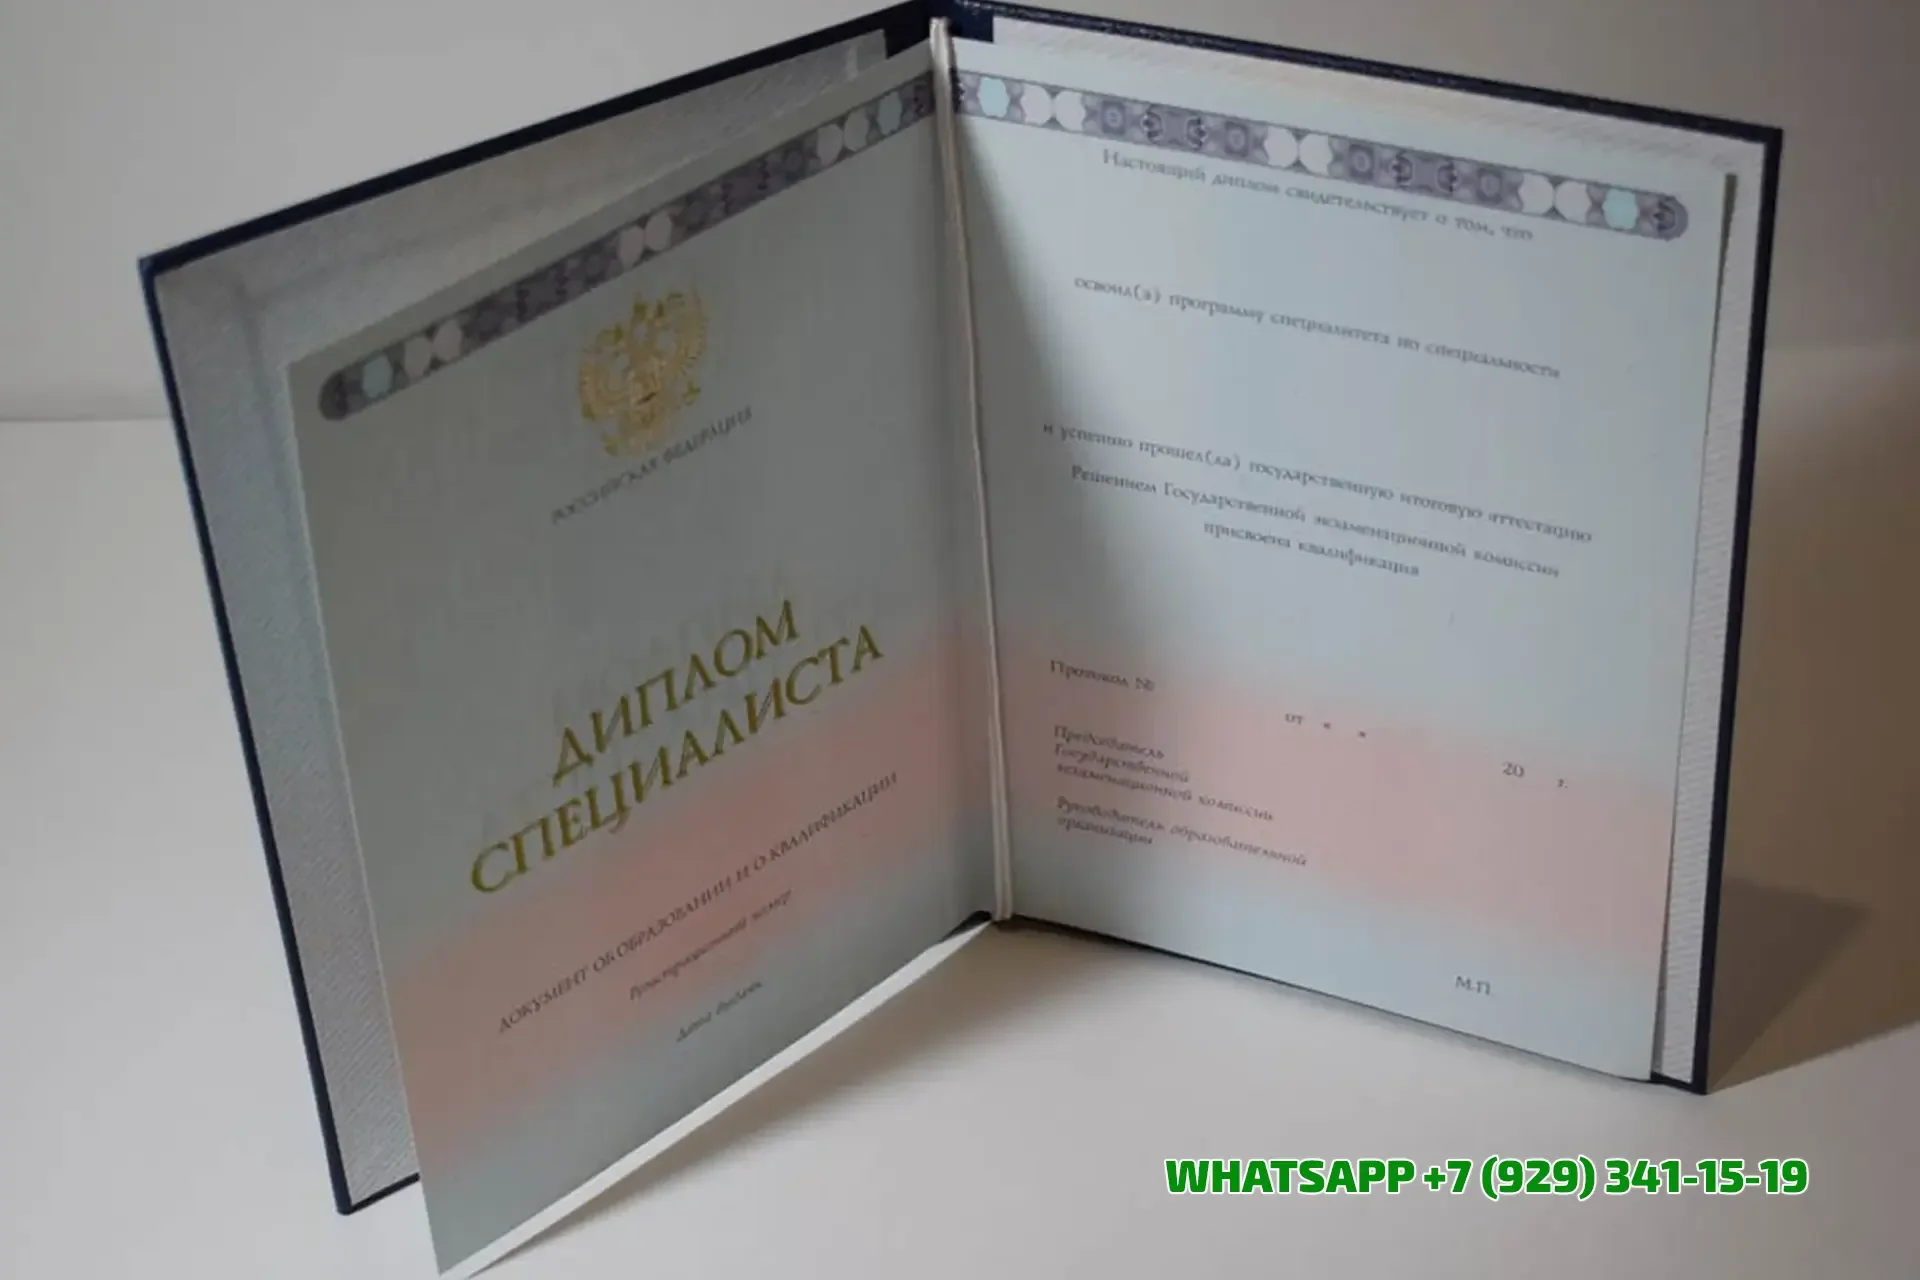 РОССИЙСКАЯ ФЕДЕРАЦИЯ
ДИПЛОМ
СПЕЦИАЛИСТА
ДОКУМЕНТ ОБ ОБРАЗОВАНИИ И О КВАЛИФИКАЦИИ
Регистрационный номер
Дата выдачи
Настоящий диплом свидетельствует о том, что
освоил(а) программу специалитета по специальности
и успешно прошел(ла) государственную итоговую аттестацию
Решением Государственной экзаменационной комиссии
присвоена квалификация
Протокол №
от « »
20 г.
Председатель
Государственной
экзаменационной комиссии
Руководитель образовательной
организации
М.П.
WHATSAPP +7 (929) 341-15-19